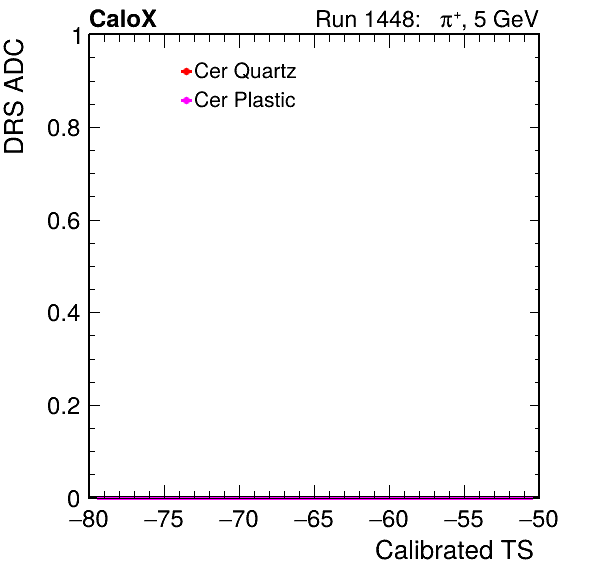 CaloX Run 1448: π⁺, 5 GeV
DRS ADC
1
0.8
0.6
0.4
0.2
0
Cer Quartz
Cer Plastic
−80 −75 −70 −65 −60 −55 −50
Calibrated TS